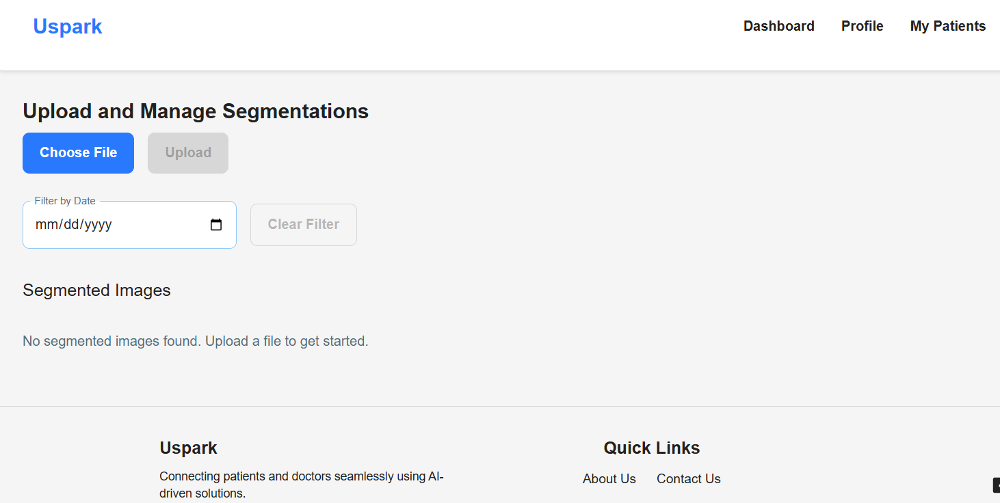 Uspark
Dashboard Profile My Patients
Upload and Manage Segmentations
Choose File Upload
Filter by Date
mm/dd/yyyy
Clear Filter
Segmented Images
No segmented images found. Upload a file to get started.
Uspark
Connecting patients and doctors seamlessly using AI-
driven solutions.
Quick Links
About Us Contact Us